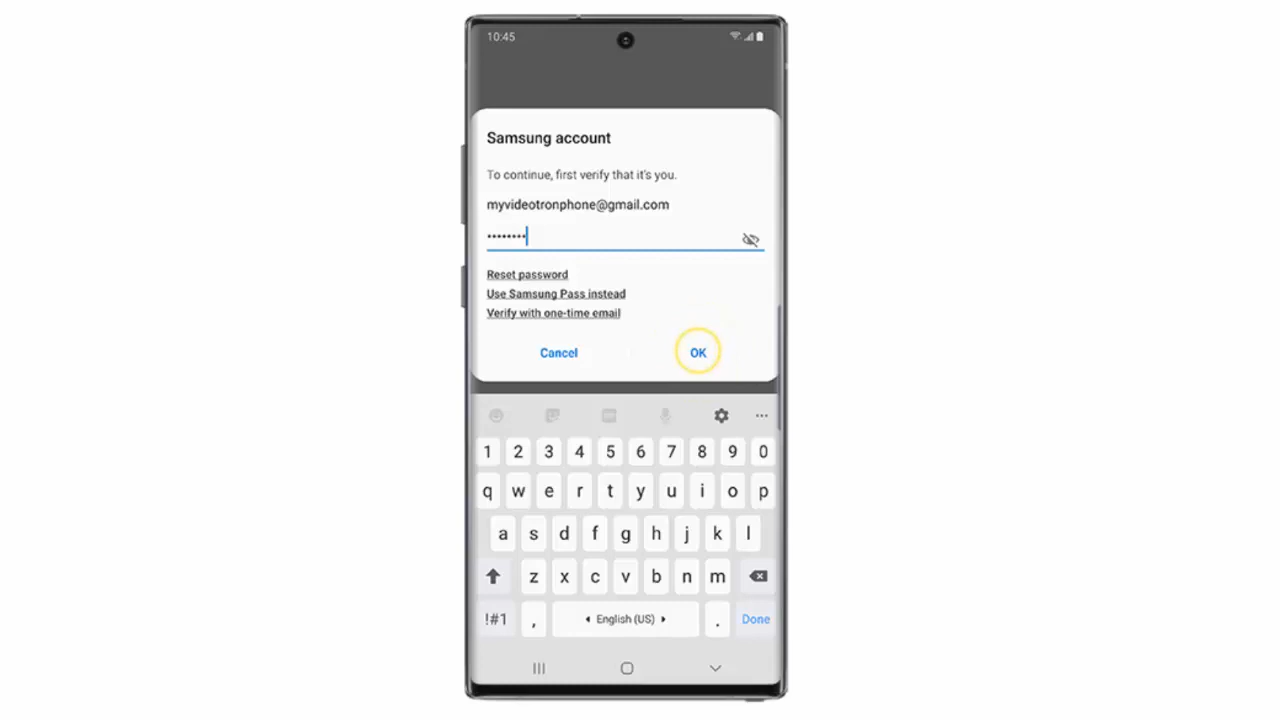 10:45
Samsung account
To continue, first verify that it's you.
myvideotronphone@gmail.com
••••••••
Reset password
Use Samsung Pass instead
Verify with one-time email
Cancel OK
1 2 3 4 5 6 7 8 9 0
q w e r t y u i o p
a s d f g h j k l
z x c v b n m
!#1 , English (US) . Done